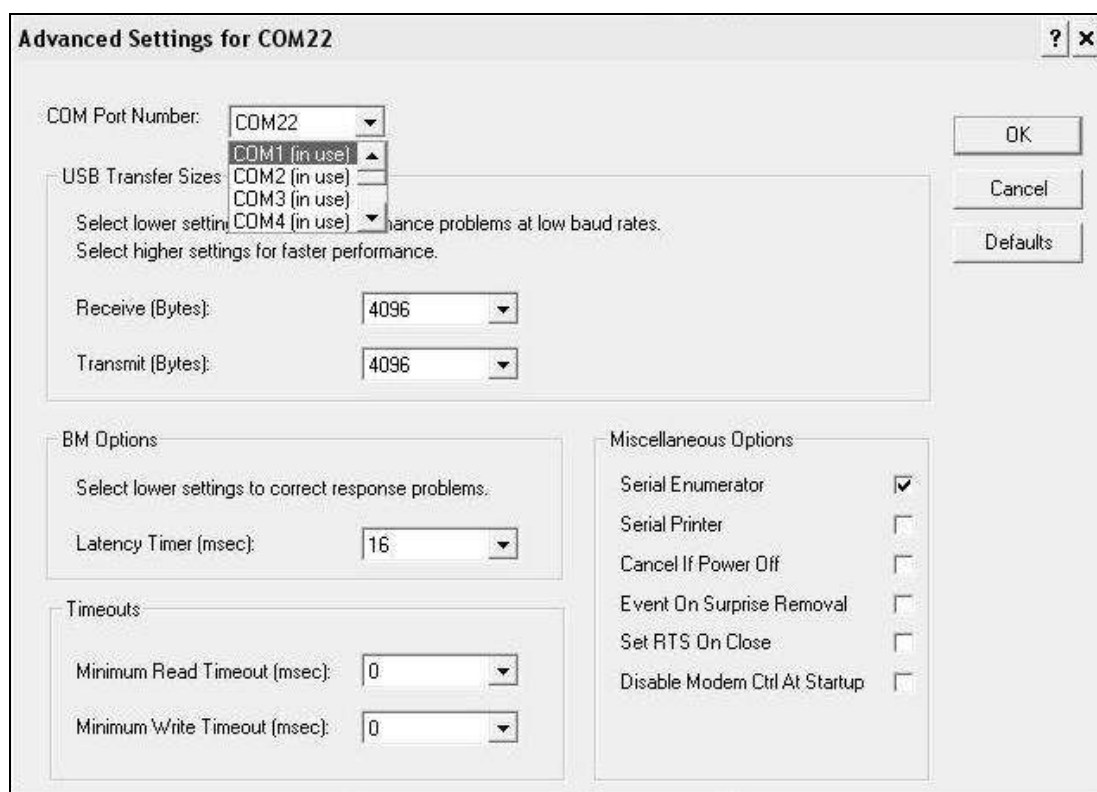 Advanced Settings for COM22
? ×
COM Port Number: COM22
COM1 (in use)
COM2 (in use)
COM3 (in use)
COM4 (in use)
OK
Cancel
Defaults
USB Transfer Sizes
Select lower settin mance problems at low baud rates.
Select higher settings for faster performance.
Receive (Bytes): 4096
Transmit (Bytes): 4096
BM Options
Select lower settings to correct response problems.
Latency Timer (msec): 16
Timeouts
Minimum Read Timeout (msec): 0
Minimum Write Timeout (msec): 0
Miscellaneous Options
Serial Enumerator
Serial Printer
Cancel If Power Off
Event On Surprise Removal
Set RTS On Close
Disable Modem Ctrl At Startup